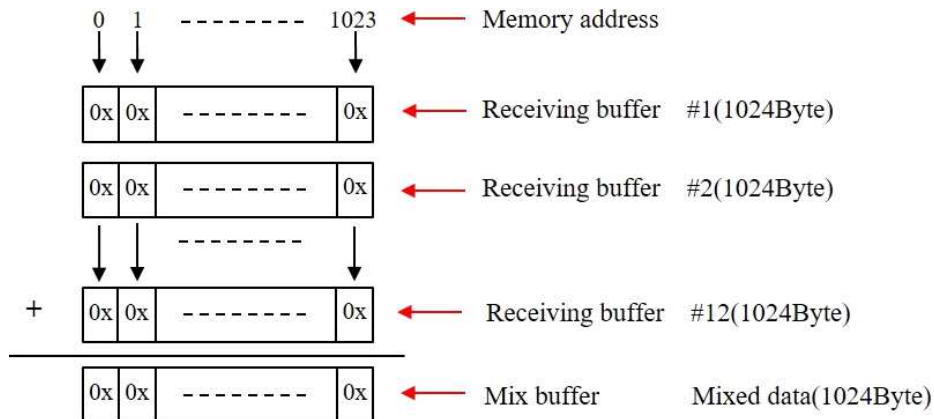 0 1 -------- 1023 Memory address
0x 0x -------- 0x Receiving buffer #1(1024Byte)
0x 0x -------- 0x Receiving buffer #2(1024Byte)
--------
+ 0x 0x -------- 0x Receiving buffer #12(1024Byte)
0x 0x -------- 0x Mix buffer Mixed data(1024Byte)